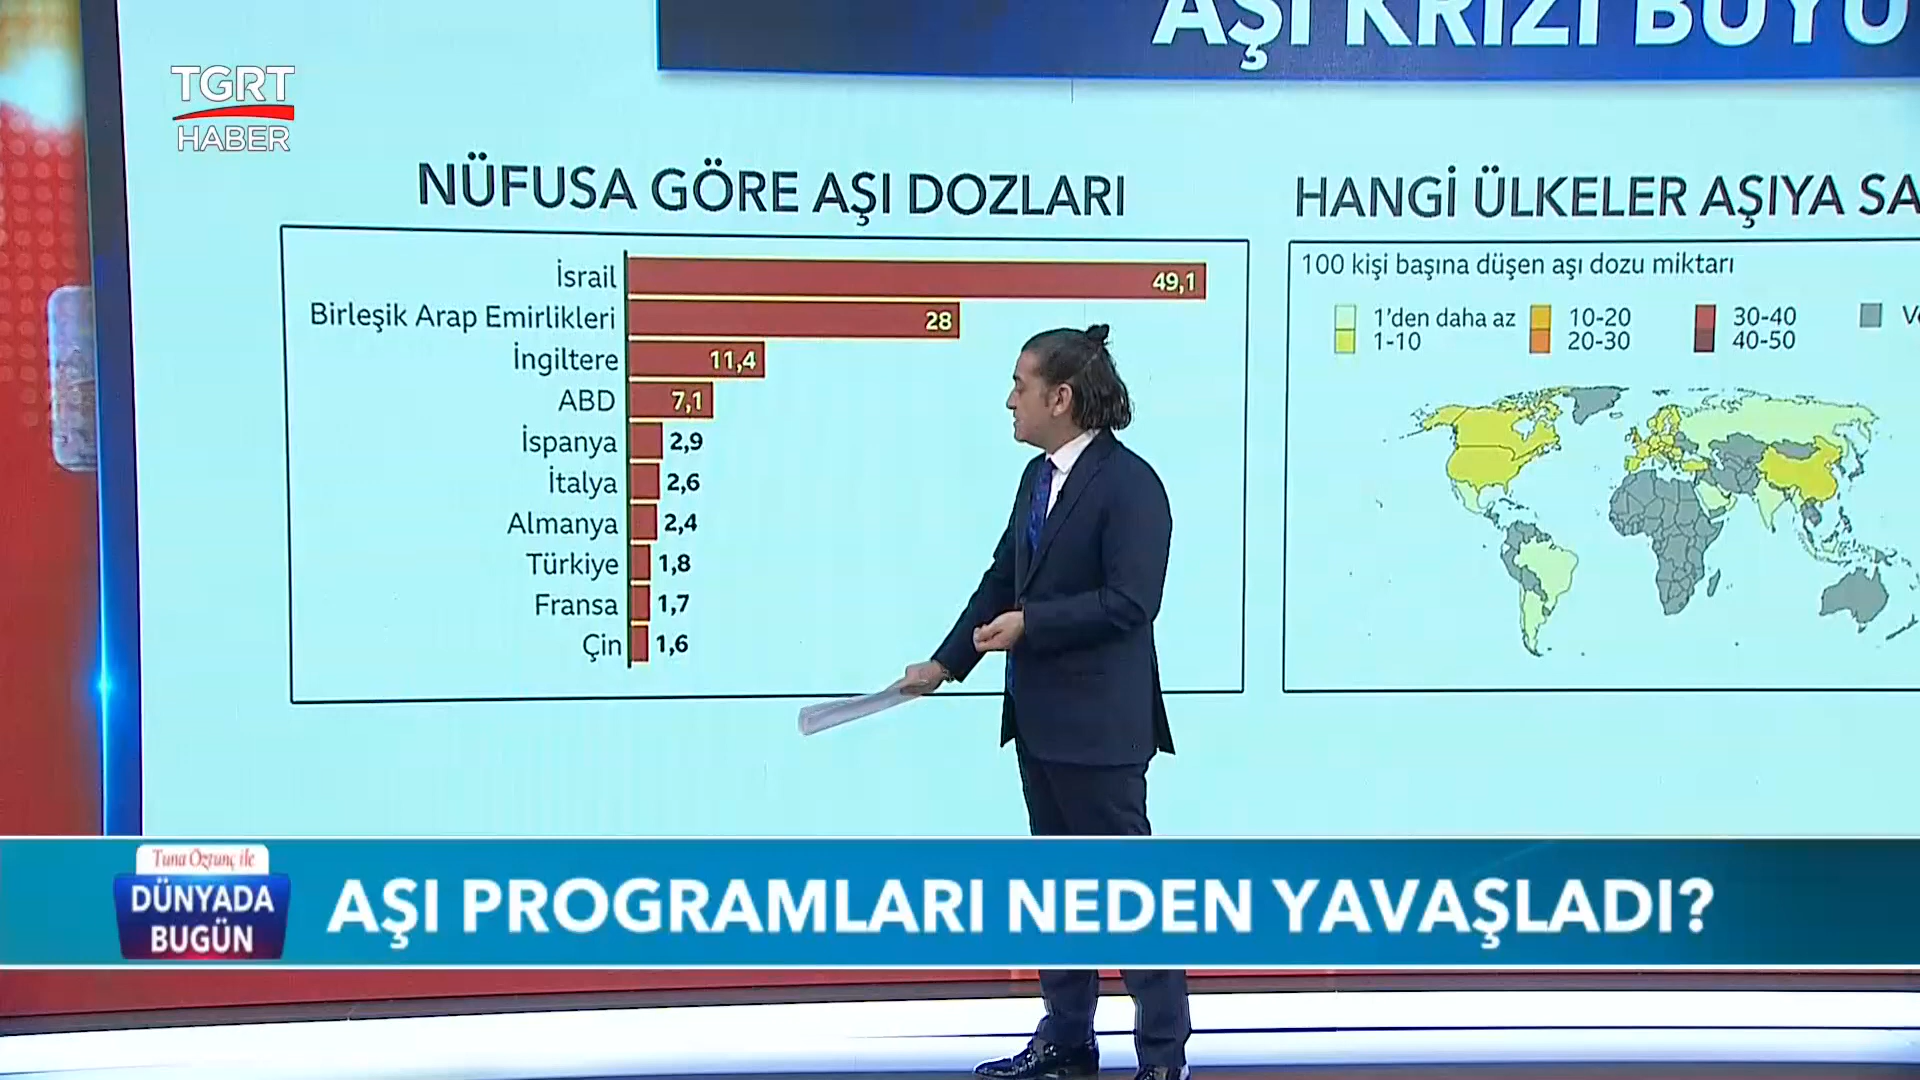 AŞI KRİZİ BÜYÜ
TGRT
HABER
NÜFUSA GÖRE AŞI DOZLARI
İsrail 49,1
Birleşik Arap Emirlikleri 28
İngiltere 11,4
ABD 7,1
İspanya 2,9
İtalya 2,6
Almanya 2,4
Türkiye 1,8
Fransa 1,7
Çin 1,6
HANGİ ÜLKELER AŞIYA SA
100 kişi başına düşen aşı dozu miktarı
1'den daha az
1-10
10-20
20-30
30-40
40-50
Ve
Tuna Öztunç ile
DÜNYADA
BUGÜN
AŞI PROGRAMLARI NEDEN YAVAŞLADI?